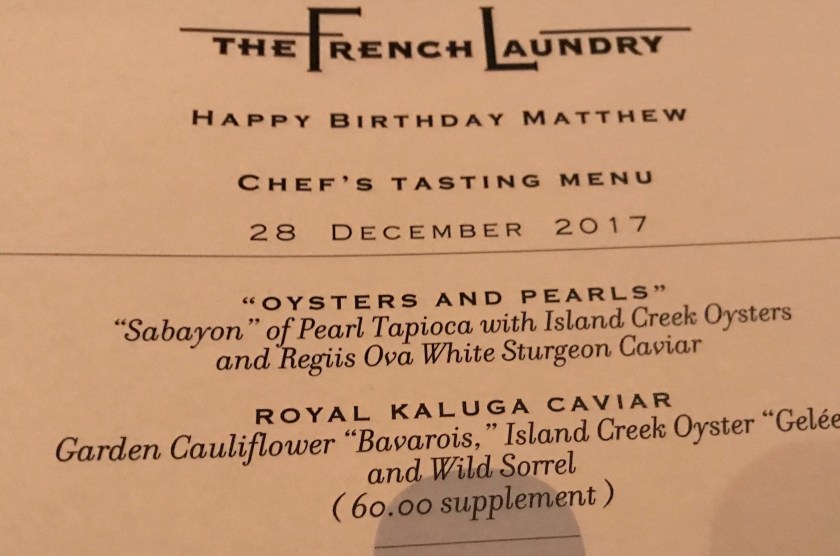 THE FRENCH LAUNDRY
HAPPY BIRTHDAY MATTHEW
CHEF'S TASTING MENU
28 DECEMBER 2017
“OYSTERS AND PEARLS”
“Sabayon” of Pearl Tapioca with Island Creek Oysters
and Regiis Ova White Sturgeon Caviar
ROYAL KALUGA CAVIAR
Garden Cauliflower “Bavarois,” Island Creek Oyster “Gelée
and Wild Sorrel
(60.00 supplement)